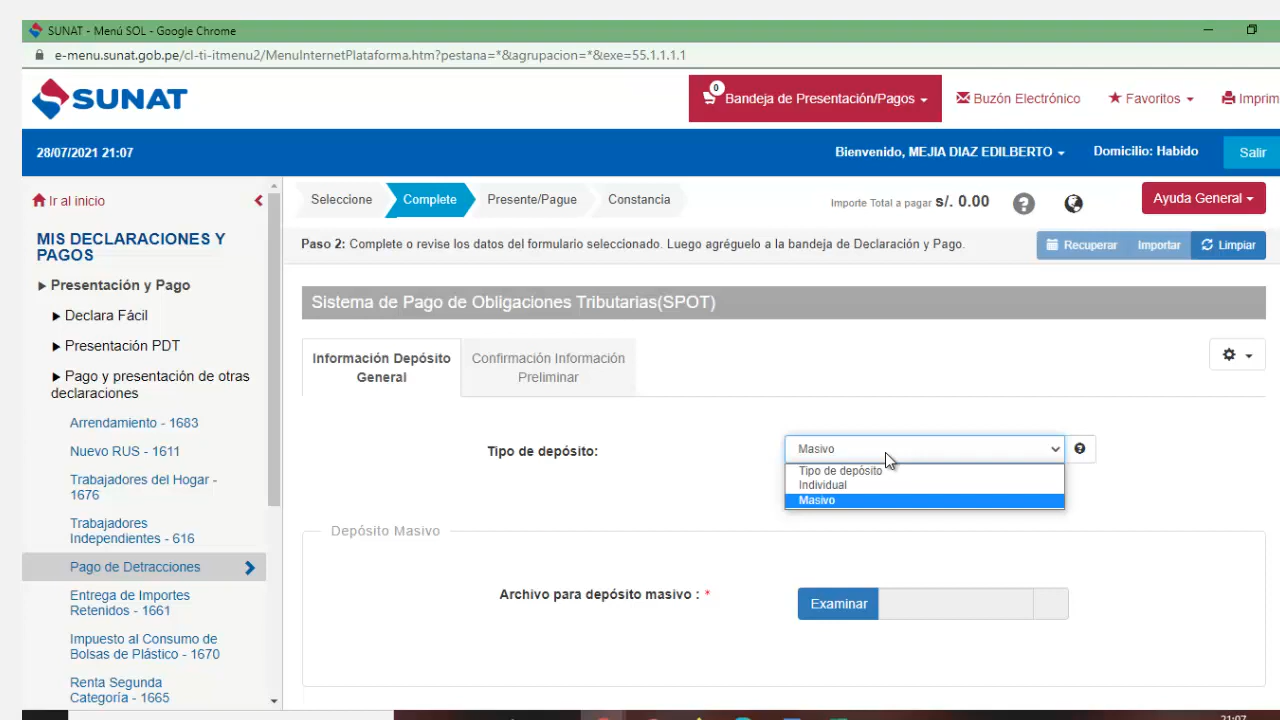 SUNAT - Menú SOL - Google Chrome
e-menu.sunat.gob.pe/cl-ti-itmenu2/MenuInternetPlataforma.htm?pestana=*&agrupacion=*&exe=55.1.1.1.1
SUNAT
0
Bandeja de Presentación/Pagos
Buzón Electrónico
Favoritos
Imprim
28/07/2021 21:07
Bienvenido, MEJIA DIAZ EDILBERTO
Domicilio: Habido
Salir
Ir al inicio
MIS DECLARACIONES Y
PAGOS
Presentación y Pago
Declara Fácil
Presentación PDT
Pago y presentación de otras
declaraciones
Arrendamiento - 1683
Nuevo RUS - 1611
Trabajadores del Hogar -
1676
Trabajadores
Independientes - 616
Pago de Detracciones
Entrega de Importes
Retenidos - 1661
Impuesto al Consumo de
Bolsas de Plástico - 1670
Renta Segunda
Categoría - 1665
Seleccione
Complete
Presente/Pague
Constancia
Importe Total a pagar s/. 0.00
Ayuda General
Paso 2: Complete o revise los datos del formulario seleccionado. Luego agréguelo a la bandeja de Declaración y Pago.
Recuperar
Importar
Limpiar
Sistema de Pago de Obligaciones Tributarias(SPOT)
Información Depósito
General
Confirmación Información
Preliminar
Tipo de depósito:
Masivo
Tipo de depósito
Individual
Masivo
Depósito Masivo
Archivo para depósito masivo : *
Examinar
21:07